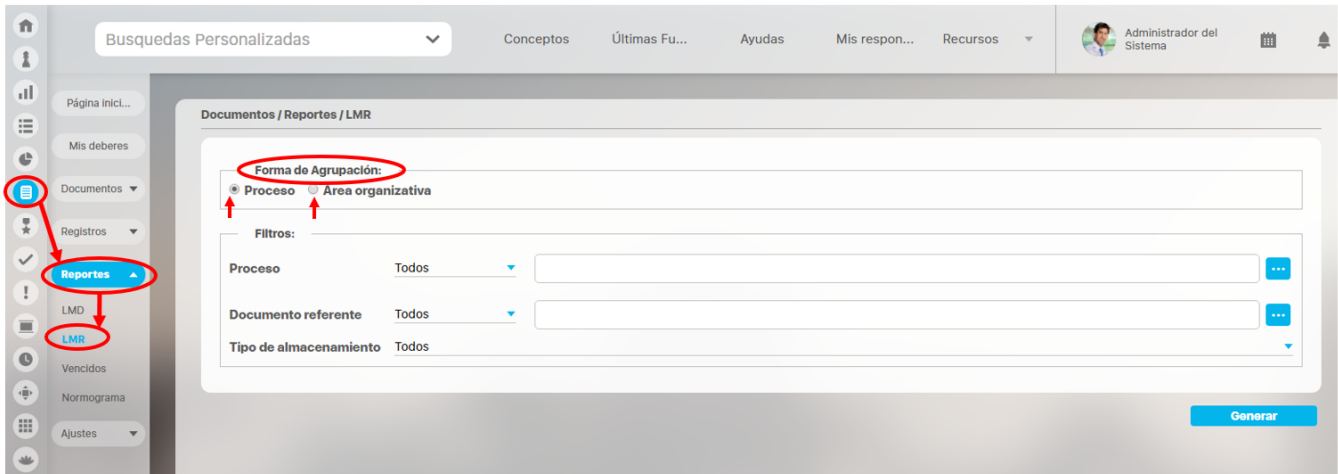 Busquedas Personalizadas
Conceptos
Últimas Fu...
Ayudas
Mis respon...
Recursos
Administrador del
Sistema
Página inici...
Mis deberes
Documentos
Registros
Reportes
LMD
LMR
Vencidos
Normograma
Ajustes
Documentos / Reportes / LMR
Forma de Agrupación:
Proceso
Área organizativa
Filtros:
Proceso Todos
Documento referente Todos
Tipo de almacenamiento Todos
Generar